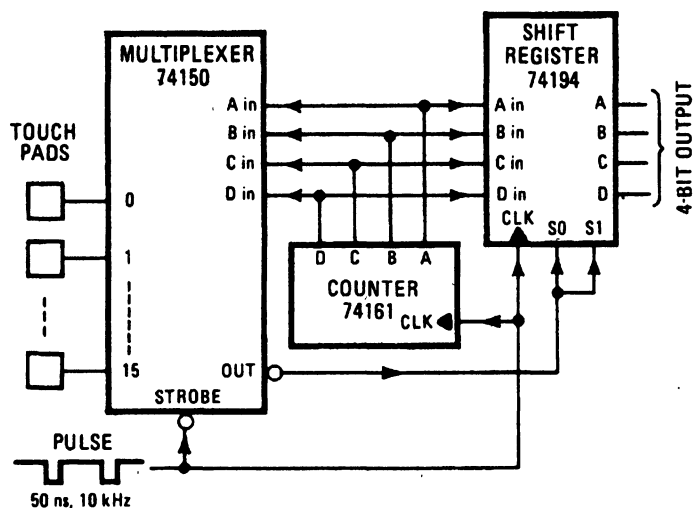 MULTIPLEXER
74150
A in
B in
C in
D in
0
1
15
OUT
STROBE
TOUCH
PADS
PULSE
50 ns, 10 kHz
D C B A
COUNTER
74161
CLK
SHIFT
REGISTER
74194
A in
B in
C in
D in
A
B
C
D
CLK
S0 S1
4-BIT OUTPUT